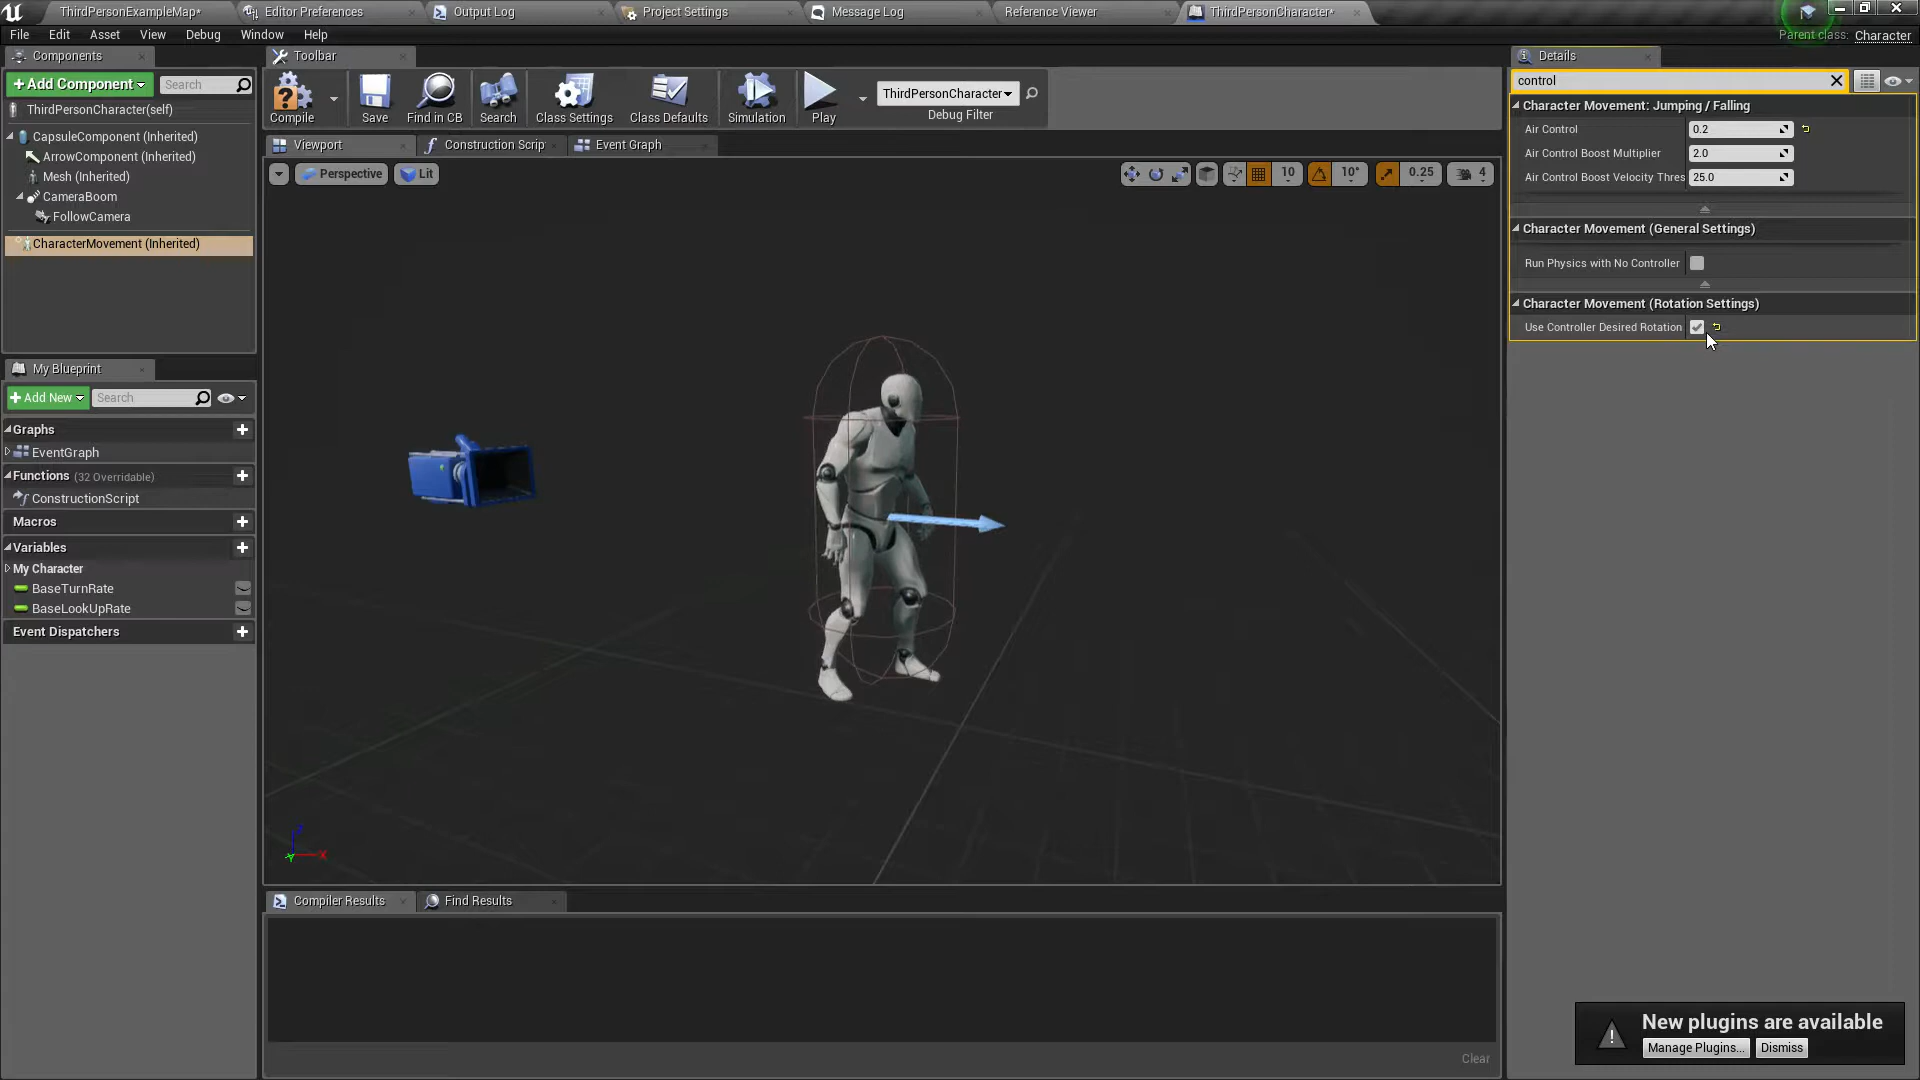 ThirdPersonExampleMap*
Editor Preferences
Output Log
Project Settings
Message Log
Reference Viewer
ThirdPersonCharacter*
File Edit Asset View Debug Window Help
Parent class: Character
Components
+ Add Component
Search
ThirdPersonCharacter(self)
CapsuleComponent (Inherited)
ArrowComponent (Inherited)
Mesh (Inherited)
CameraBoom
FollowCamera
CharacterMovement (Inherited)
My Blueprint
+ Add New
Search
Graphs
EventGraph
Functions (32 Overridable)
ConstructionScript
Macros
Variables
My Character
BaseTurnRate
BaseLookUpRate
Event Dispatchers
Toolbar
Compile
Save
Find in CB
Search
Class Settings
Class Defaults
Simulation
Play
ThirdPersonCharacter
Debug Filter
Viewport
Construction Scrip
Event Graph
Perspective
Lit
10
10°
0.25
4
Z
Y
X
Compiler Results
Find Results
Clear
Details
control
Character Movement: Jumping / Falling
Air Control 0.2
Air Control Boost Multiplier 2.0
Air Control Boost Velocity Thres 25.0
Character Movement (General Settings)
Run Physics with No Controller
Character Movement (Rotation Settings)
Use Controller Desired Rotation
New plugins are available
Manage Plugins...
Dismiss